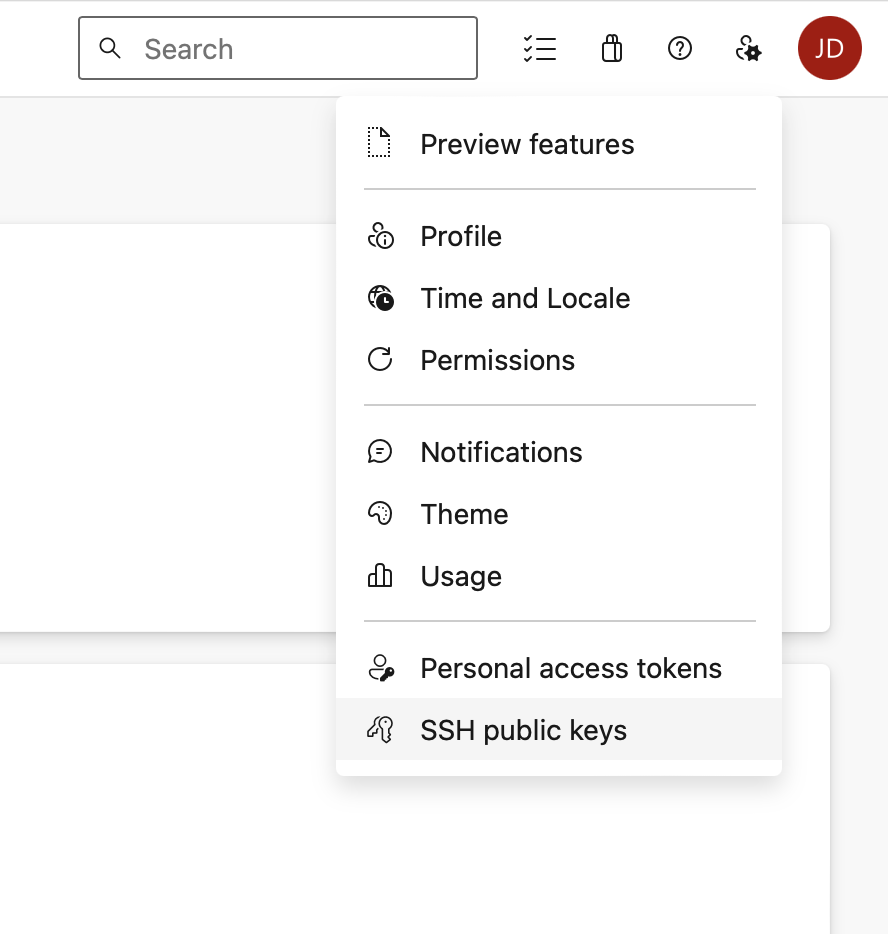 Search
JD
Preview features
Profile
Time and Locale
Permissions
Notifications
Theme
Usage
Personal access tokens
SSH public keys